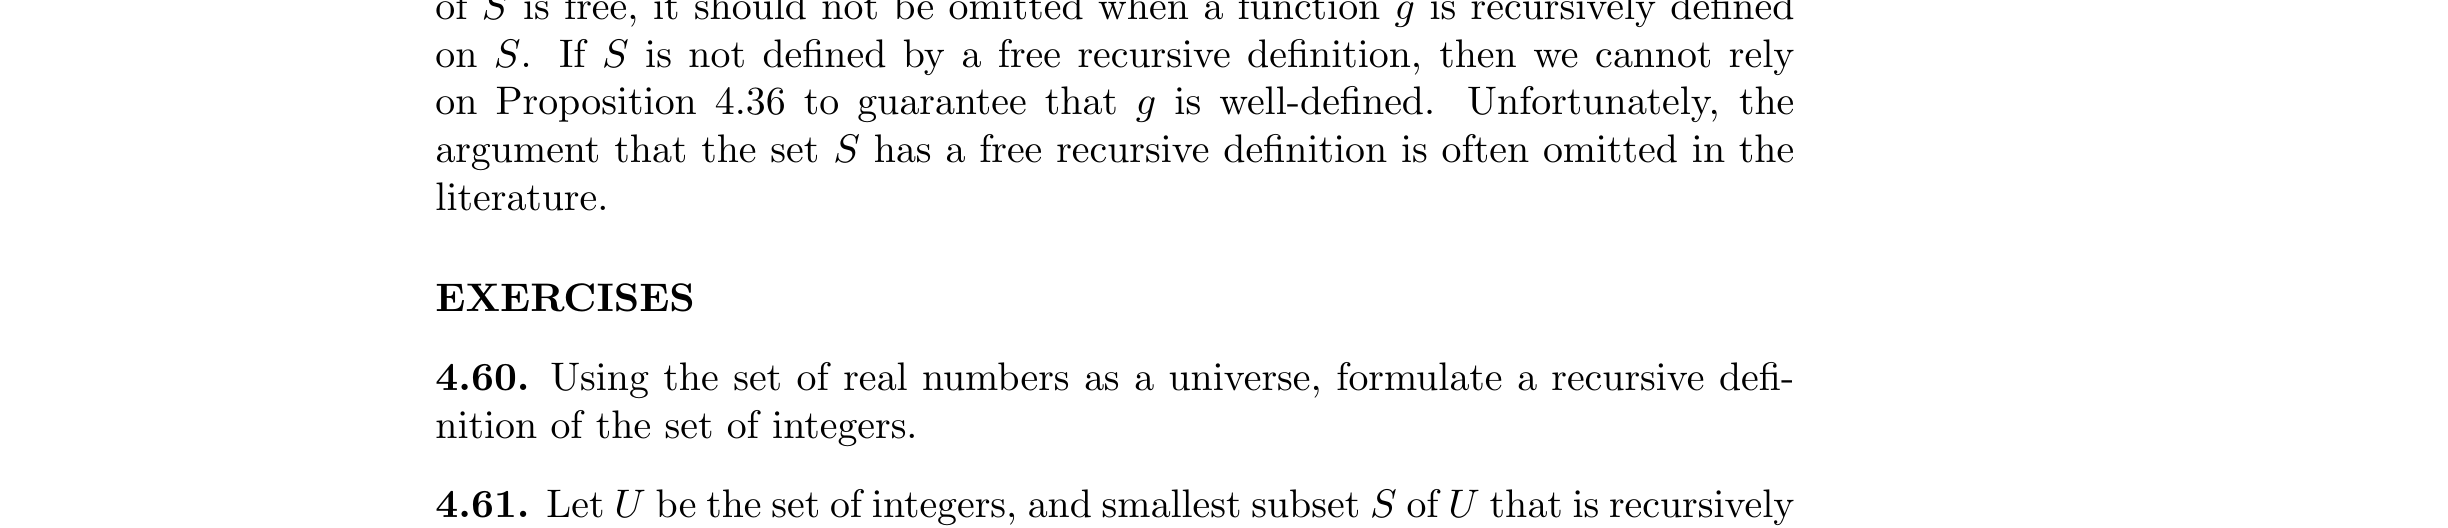 of S is free, it should not be omitted when a function g is recursively defined
on S. If S is not defined by a free recursive definition, then we cannot rely
on Proposition 4.36 to guarantee that g is well-defined. Unfortunately, the
argument that the set S has a free recursive definition is often omitted in the
literature.
EXERCISES
4.60. Using the set of real numbers as a universe, formulate a recursive defi-
nition of the set of integers.
4.61. Let U be the set of integers, and smallest subset S of U that is recursively